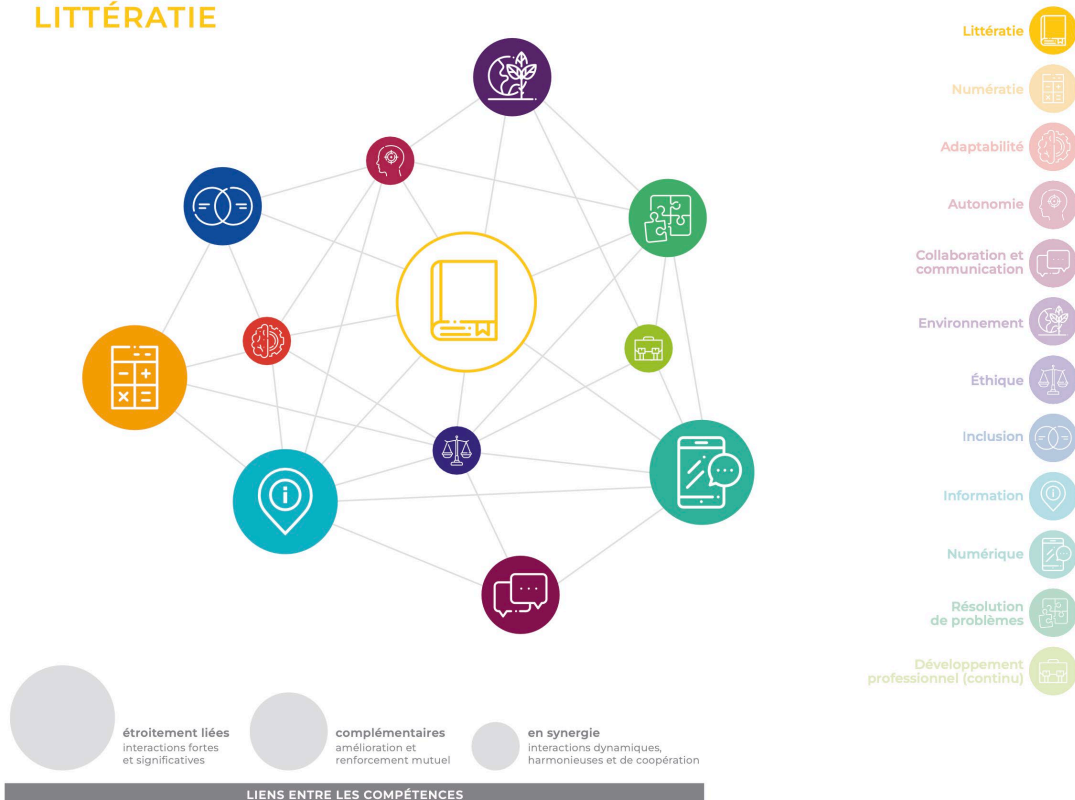 LITTÉRATIE
Littératie
Numératie
Adaptabilité
Autonomie
Collaboration et
communication
Environnement
Éthique
Inclusion
Information
Numérique
Résolution
de problèmes
Développement
professionnel (continu)
étroitement liées
interactions fortes
et significatives
complémentaires
amélioration et
renforcement mutuel
en synergie
interactions dynamiques,
harmonieuses et de coopération
LIENS ENTRE LES COMPÉTENCES